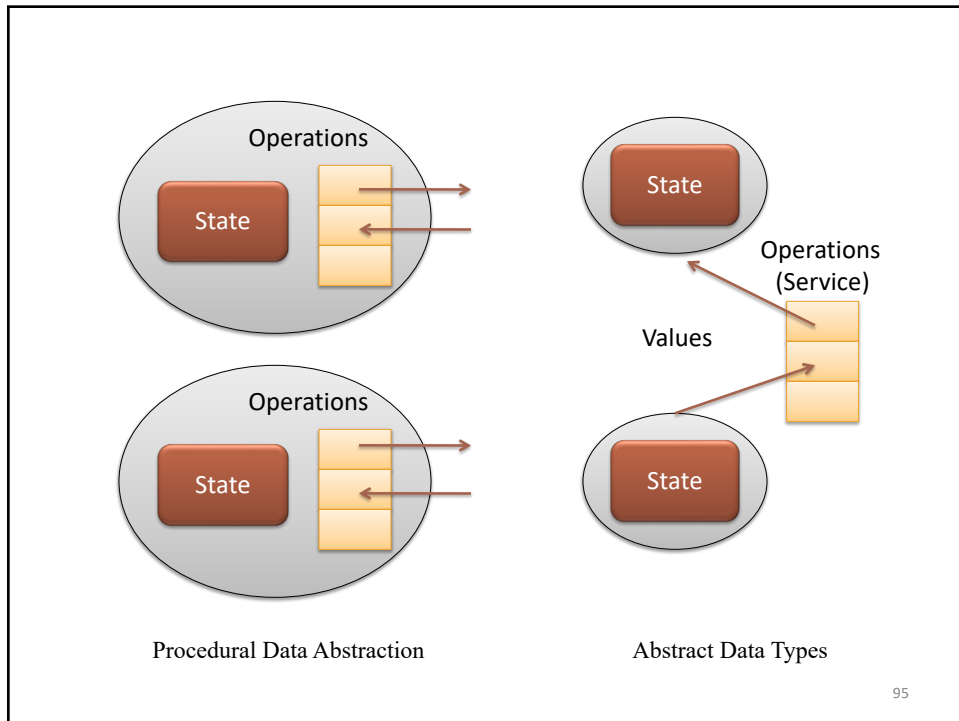 Operations
State
Operations
State
Procedural Data Abstraction
State
Operations
(Service)
Values
State
Abstract Data Types
95